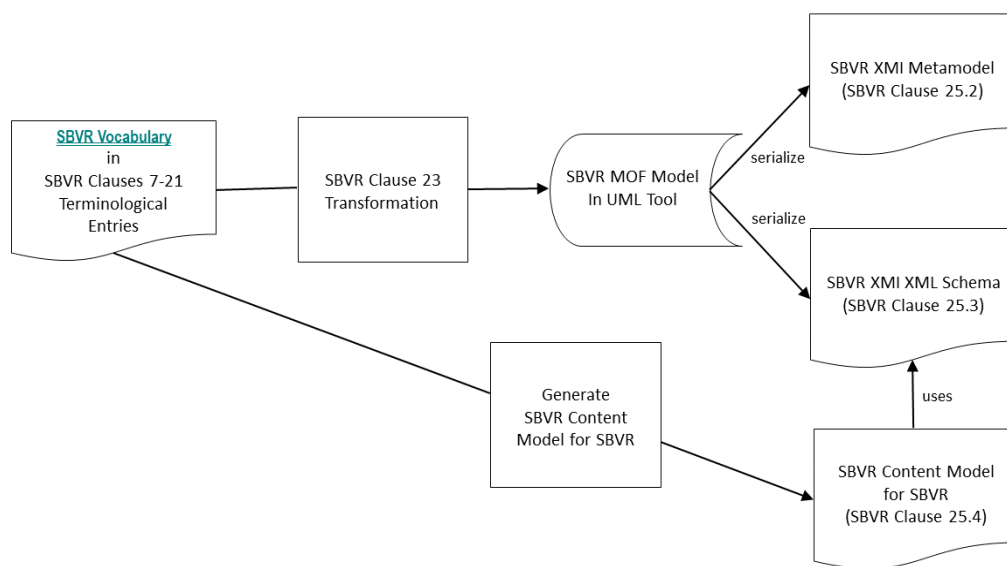 SBVR Vocabulary
in
SBVR Clauses 7-21
Terminological
Entries
SBVR Clause 23
Transformation
SBVR MOF Model
In UML Tool
serialize
serialize
SBVR XMI Metamodel
(SBVR Clause 25.2)
SBVR XMI XML Schema
(SBVR Clause 25.3)
uses
Generate
SBVR Content
Model for SBVR
SBVR Content Model
for SBVR
(SBVR Clause 25.4)